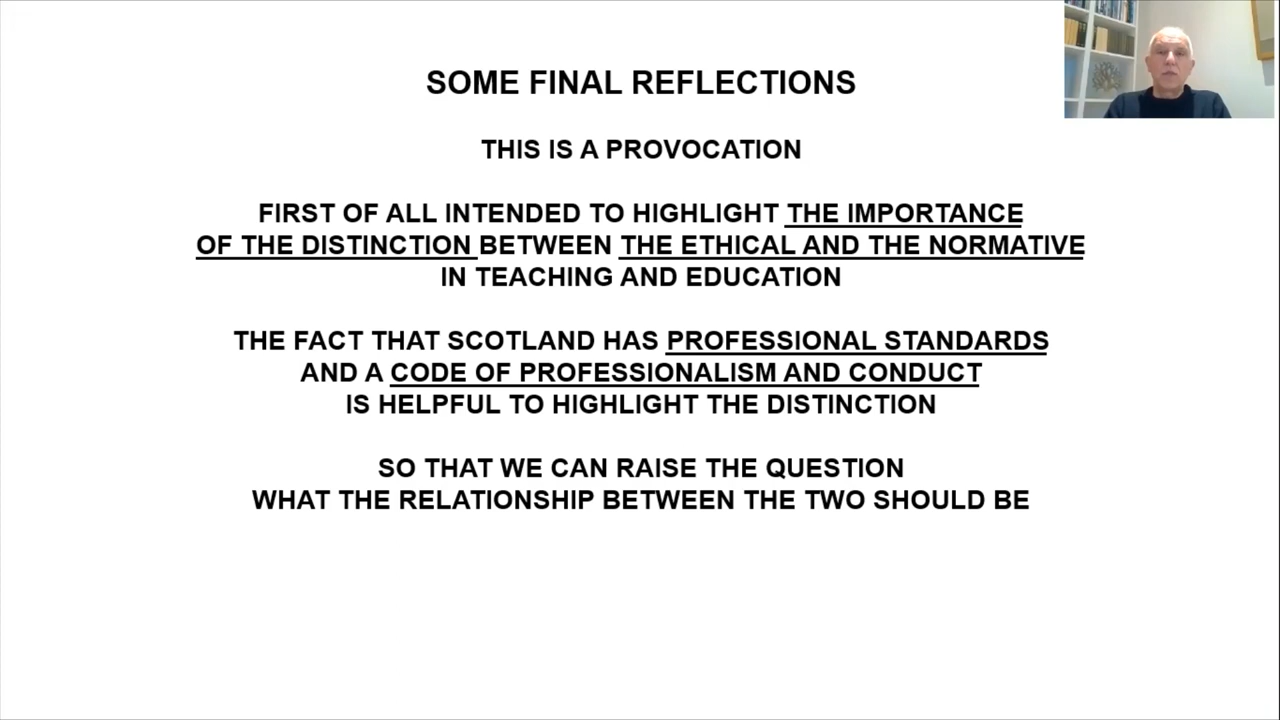 SOME FINAL REFLECTIONS
THIS IS A PROVOCATION
FIRST OF ALL INTENDED TO HIGHLIGHT THE IMPORTANCE
OF THE DISTINCTION BETWEEN THE ETHICAL AND THE NORMATIVE
IN TEACHING AND EDUCATION
THE FACT THAT SCOTLAND HAS PROFESSIONAL STANDARDS
AND A CODE OF PROFESSIONALISM AND CONDUCT
IS HELPFUL TO HIGHLIGHT THE DISTINCTION
SO THAT WE CAN RAISE THE QUESTION
WHAT THE RELATIONSHIP BETWEEN THE TWO SHOULD BE